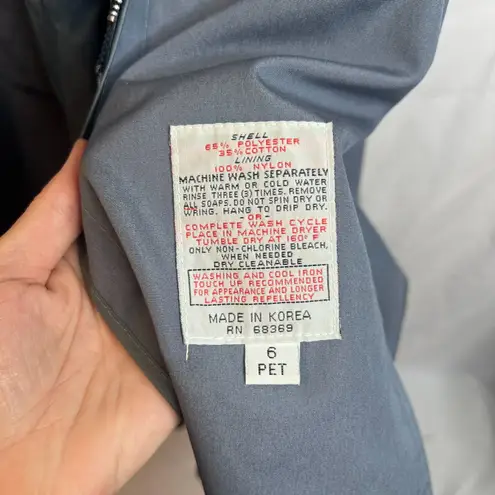 SHELL
65% POLYESTER
35% COTTON
LINING
100% NYLON
MACHINE WASH SEPARATELY
WITH WARM OR COLD WATER
RINSE THREE (3) TIMES. REMOVE
ALL SOAPS. DO NOT SPIN DRY OR
WRING. HANG TO DRIP DRY.
-OR-
COMPLETE WASH CYCLE
PLACE IN MACHINE DRYER
TUMBLE DRY AT 160° F
ONLY NON-CHLORINE BLEACH,
WHEN NEEDED
DRY CLEANABLE
WASHING AND COOL IRON
TOUCH UP RECOMMENDED
FOR APPEARANCE AND LONGER
LASTING REPELLENCY
MADE IN KOREA
RN 68369
6
PET